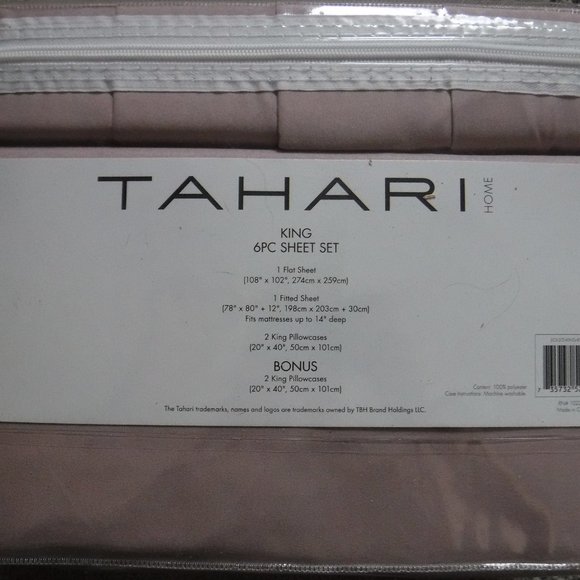 TAHARI HOME
KING
6PC SHEET SET
1 Flat Sheet
(108" x 102", 274cm x 259cm)
1 Fitted Sheet
(78" x 80" + 12", 198cm x 203cm + 30cm)
Fits mattresses up to 14" deep
2 King Pillowcases
(20" x 40", 50cm x 101cm)
BONUS
2 King Pillowcases
(20" x 40", 50cm x 101cm)
The Tahari trademarks, names and logos are trademarks owned by TBH Brand Holdings LLC.
Content: 100% polyester
Care Instructions: Machine washable.
RN#
Made in